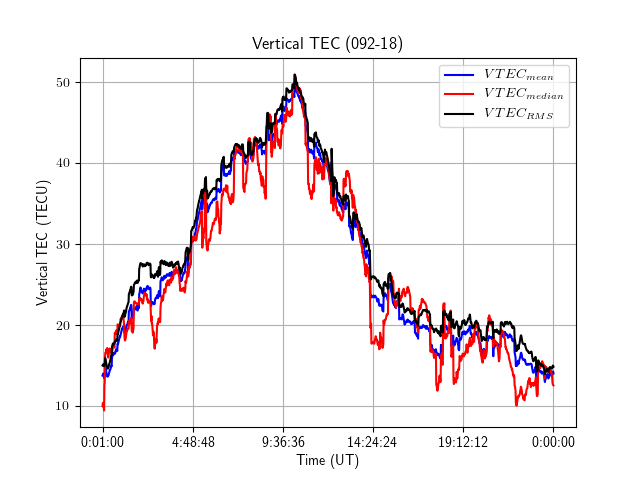 Vertical TEC (092-18)
VTEC_mean
VTEC_median
VTEC_RMS
Vertical TEC (TECU)
50
40
30
20
10
0:01:00 4:48:48 9:36:36 14:24:24 19:12:12 0:00:00
Time (UT)